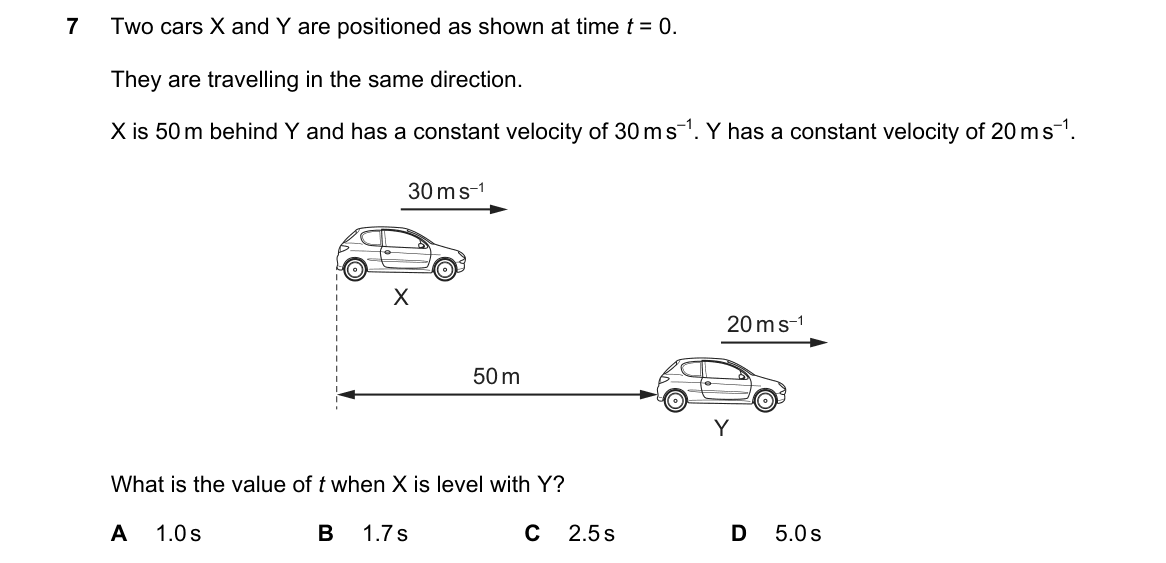 7 Two cars X and Y are positioned as shown at time t = 0.
They are travelling in the same direction.
X is 50 m behind Y and has a constant velocity of 30 m s⁻¹. Y has a constant velocity of 20 m s⁻¹.
30 m s⁻¹
X
20 m s⁻¹
50 m
Y
What is the value of t when X is level with Y?
A 1.0 s B 1.7 s C 2.5 s D 5.0 s